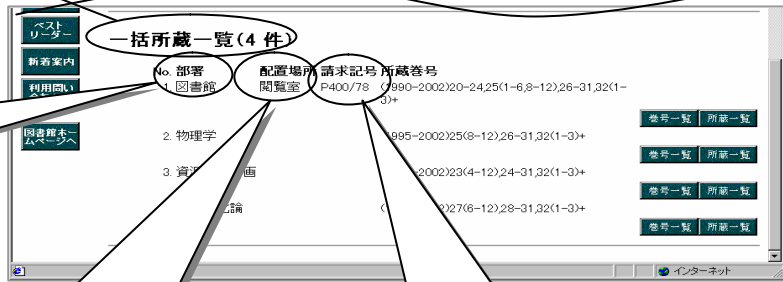 ベスト
リーダー
一括所蔵一覧(4 件)
新着案内
No. 部署 配置場所 請求記号 所蔵巻号
利用問い
1. 図書館 閲覧室 P400/78 (1990-2002)20-24,25(1-6,8-12),26-31,32(1-
3)+
巻号一覧 所蔵一覧
図書館ホー
ムページへ
2. 物理学 995-2002)25(8-12),26-31,32(1-3)+
巻号一覧 所蔵一覧
3. 資 画 -2002)23(4-12),24-31,32(1-3)+
巻号一覧 所蔵一覧
論 2)27(6-12),28-31,32(1-3)+
巻号一覧 所蔵一覧
インターネット